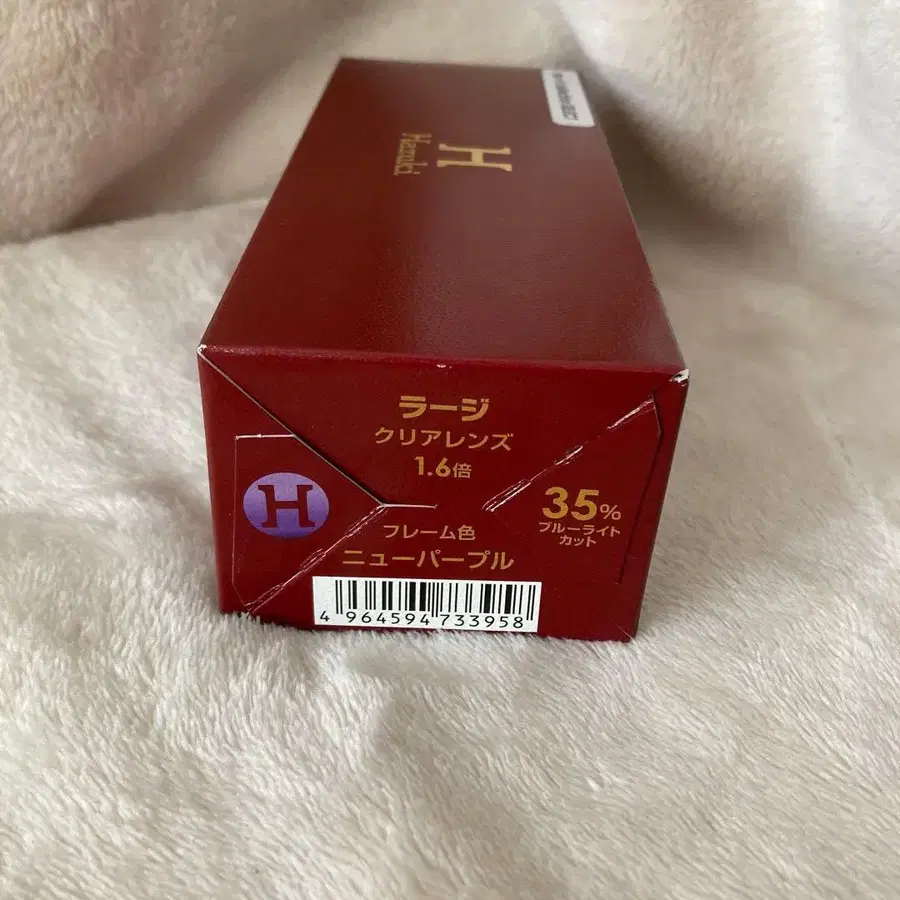 H
Hazuki
ラージ
クリアレンズ
1.6倍
35%
ブルーライト
カット
H
フレーム色
ニューパープル
4 964594 733958